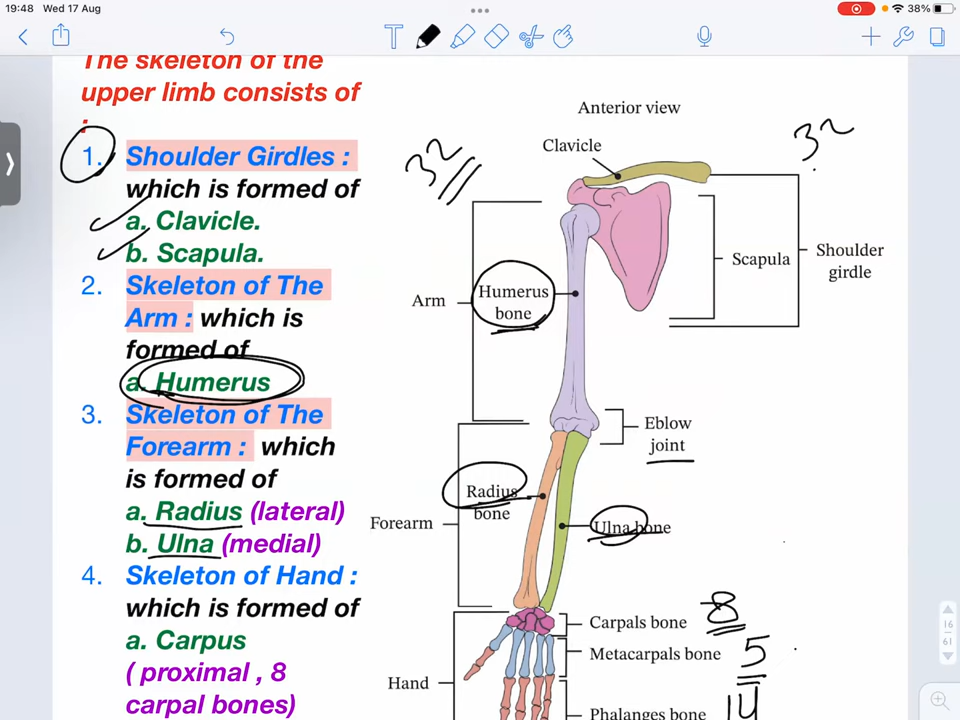 19:48 Wed 17 Aug
38%
The skeleton of the
upper limb consists of
:
1. Shoulder Girdles :
which is formed of
a. Clavicle.
b. Scapula.
2. Skeleton of The
Arm : which is
formed of
a. Humerus
3. Skeleton of The
Forearm : which
is formed of
a. Radius (lateral)
b. Ulna (medial)
4. Skeleton of Hand :
which is formed of
a. Carpus
( proximal , 8
carpal bones)
Anterior view
32
32
Clavicle
Scapula
Shoulder
girdle
Arm
Humerus
bone
Eblow
joint
Radius
bone
Forearm
Ulna bone
Carpals bone 8
Metacarpals bone 5
Hand
Phalanges bone 14
16
61